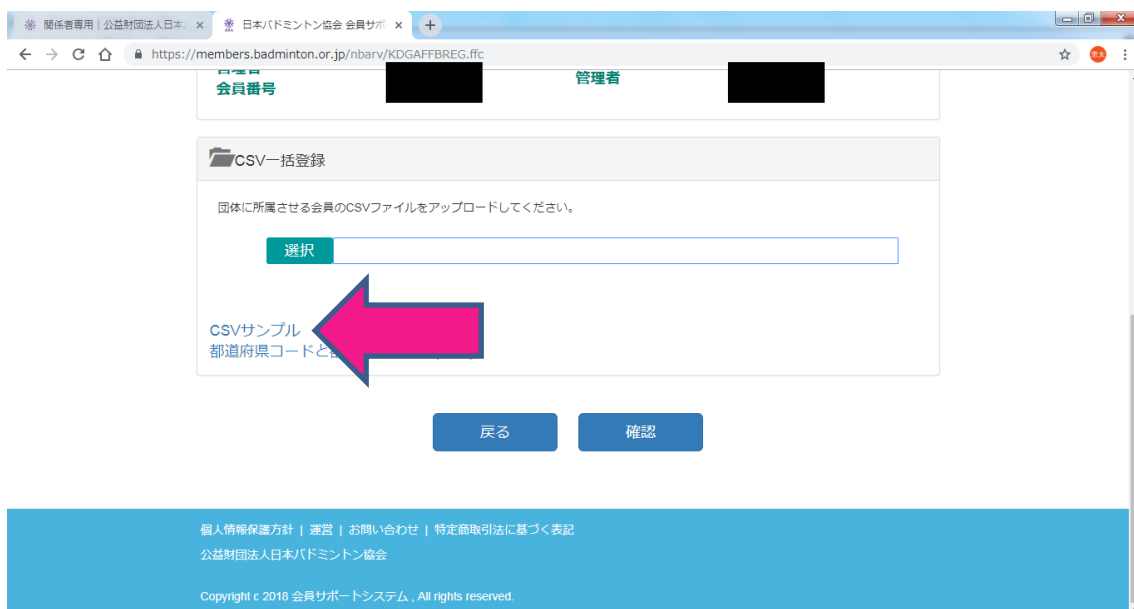 関係者専用 | 公益財団法人日本
日本バドミントン協会 会員サポ
https://members.badminton.or.jp/nbarv/KDGAFFBREG.ffc
会員番号
管理者
CSV一括登録
団体に所属させる会員のCSVファイルをアップロードしてください。
選択
CSVサンプル
都道府県コードと
戻る
確認
個人情報保護方針 | 運営 | お問い合わせ | 特定商取引法に基づく表記
公益財団法人日本バドミントン協会
Copyright c 2018 会員サポートシステム , All rights reserved.